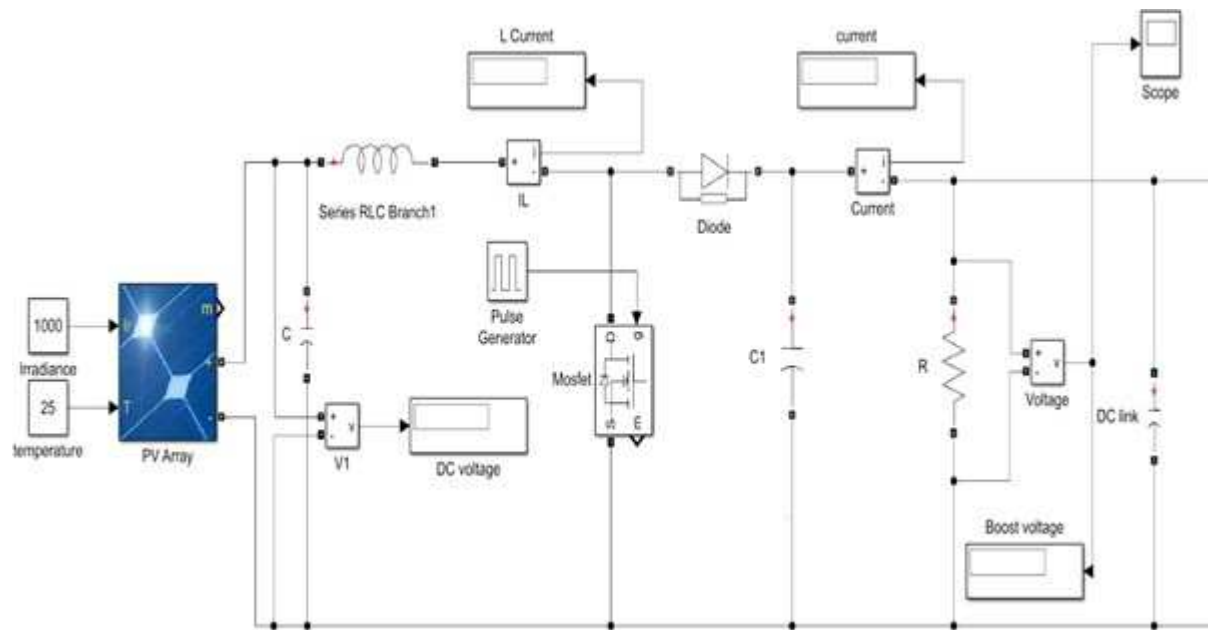 L Current
current
Scope
+
i
-
IL
+
i
-
Current
Series RLC Branch1
Diode
Pulse
Generator
1000
Irradiance
25
temperature
Ir
T
m
+
-
PV Array
C
+
-
v
V1
DC voltage
D
g
Mosfet
S
m
C1
R
+
-
v
Voltage
DC link
Boost voltage